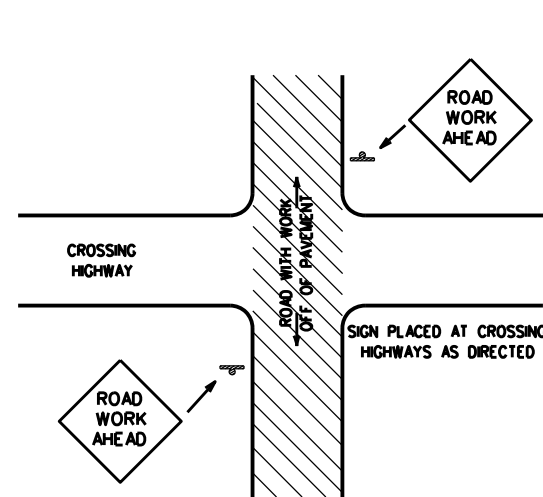 ROAD
WORK
AHEAD
ROAD WITH WORK
OFF OF PAVEMENT
CROSSING
HIGHWAY
SIGN PLACED AT CROSSING
HIGHWAYS AS DIRECTED
ROAD
WORK
AHEAD